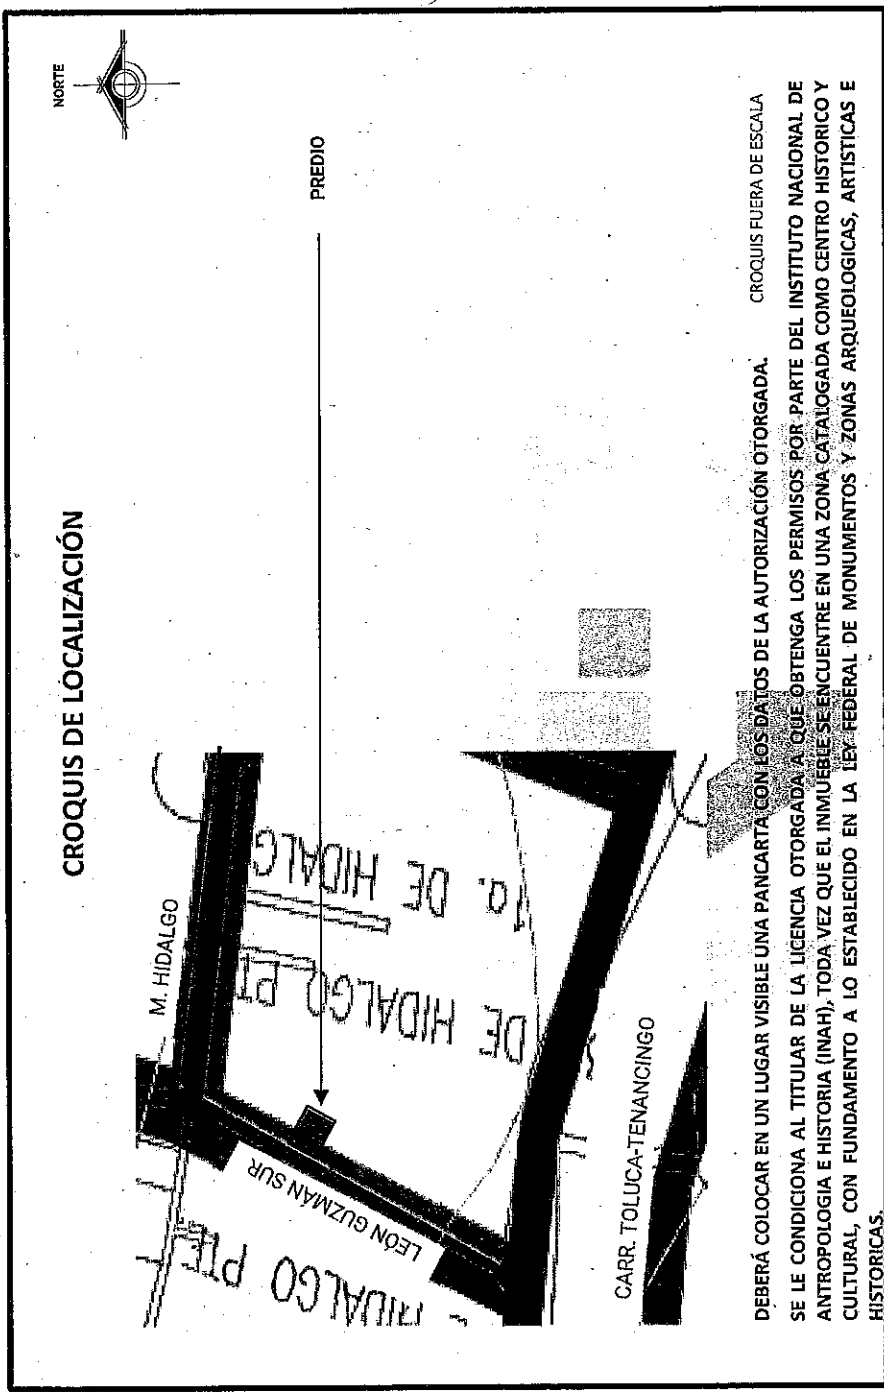 CROQUIS DE LOCALIZACIÓN
NORTE
PREDIO
M. HIDALGO
1a. DE HIDALG
DE HIDALGO PT
LEÓN GUZMÁN SUR
HIDALGO PTE
CARR. TOLUCA-TENANCINGO
CROQUIS FUERA DE ESCALA
DEBERÁ COLOCAR EN UN LUGAR VISIBLE UNA PANCARTA CON LOS DATOS DE LA AUTORIZACIÓN OTORGADA.
SE LE CONDICIONA AL TITULAR DE LA LICENCIA OTORGADA A QUE OBTENGA LOS PERMISOS POR PARTE DEL INSTITUTO NACIONAL DE
ANTROPOLOGIA E HISTORIA (INAH), TODA VEZ QUE EL INMUEBLE SE ENCUENTRE EN UNA ZONA CATALOGADA COMO CENTRO HISTORICO Y
CULTURAL, CON FUNDAMENTO A LO ESTABLECIDO EN LA LEY FEDERAL DE MONUMENTOS Y ZONAS ARQUEOLOGICAS, ARTISTICAS E
HISTORICAS.